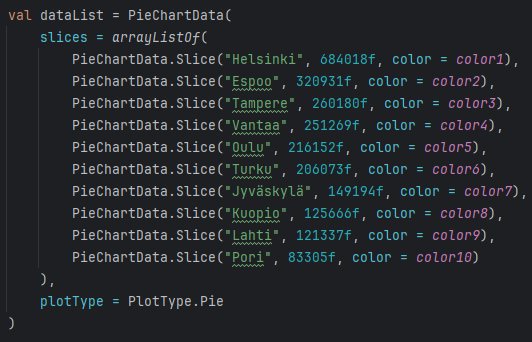 val dataList = PieChartData(
    slices = arrayListOf(
        PieChartData.Slice("Helsinki", 684018f, color = color1),
        PieChartData.Slice("Espoo", 320931f, color = color2),
        PieChartData.Slice("Tampere", 260180f, color = color3),
        PieChartData.Slice("Vantaa", 251269f, color = color4),
        PieChartData.Slice("Oulu", 216152f, color = color5),
        PieChartData.Slice("Turku", 206073f, color = color6),
        PieChartData.Slice("Jyväskylä", 149194f, color = color7),
        PieChartData.Slice("Kuopio", 125666f, color = color8),
        PieChartData.Slice("Lahti", 121337f, color = color9),
        PieChartData.Slice("Pori", 83305f, color = color10)
    ),
    plotType = PlotType.Pie
)